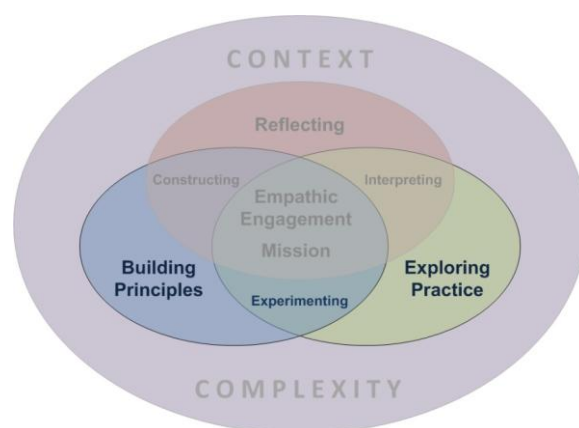 CONTEXT
Reflecting
Constructing
Interpreting
Empathic
Engagement
Mission
Building
Principles
Exploring
Practice
Experimenting
COMPLEXITY